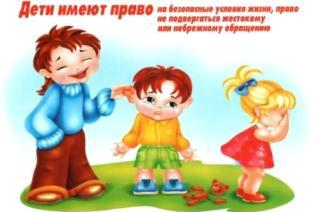 Дети имеют право на безопасные условия жизни, право
не подвергаться жестокому
или небрежному обращению